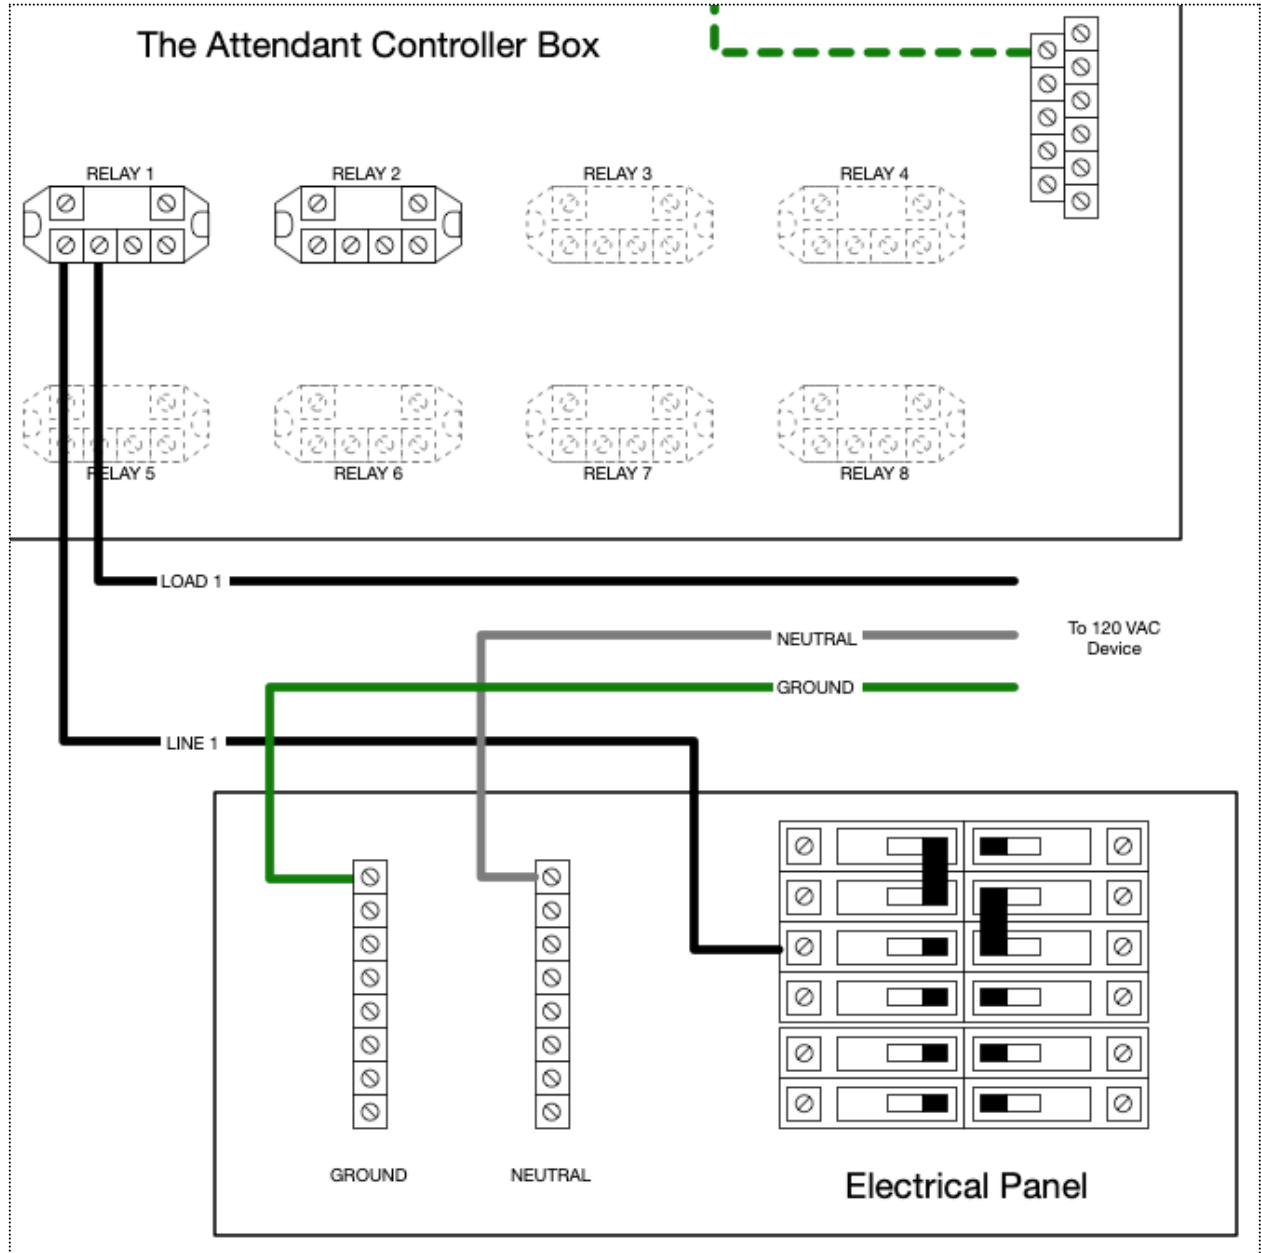 The Attendant Controller Box
RELAY 1
RELAY 2
RELAY 3
RELAY 4
RELAY 5
RELAY 6
RELAY 7
RELAY 8
LOAD 1
NEUTRAL
To 120 VAC
Device
GROUND
LINE 1
GROUND
NEUTRAL
Electrical Panel